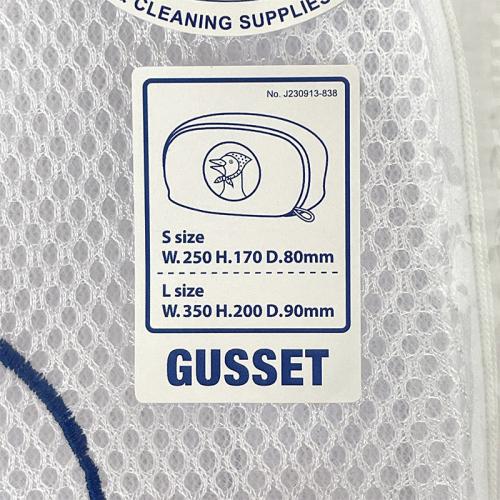 CLEANING SUPPLIES
No. J230913-838
S size
W. 250 H.170 D.80mm
L size
W. 350 H.200 D.90mm
GUSSET